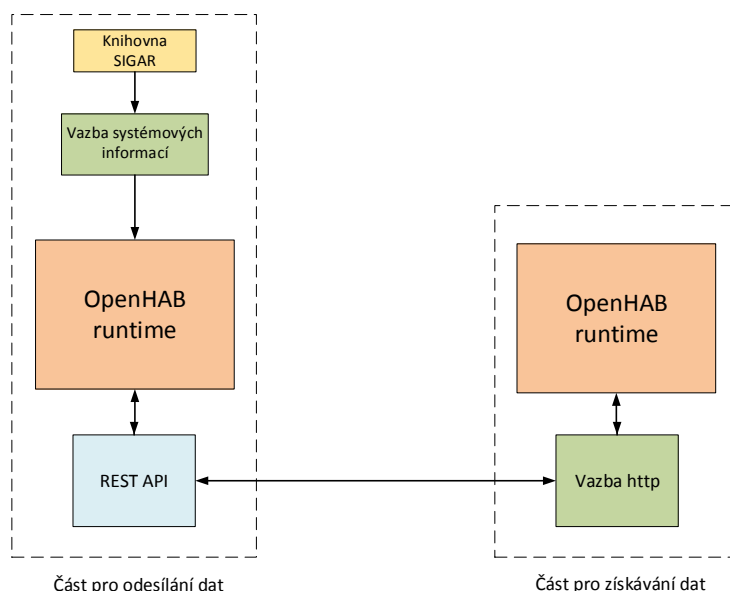 Knihovna
SIGAR
Vazba systémových
informací
OpenHAB
runtime
REST API
Část pro odesílání dat
OpenHAB
runtime
Vazba http
Část pro získávání dat